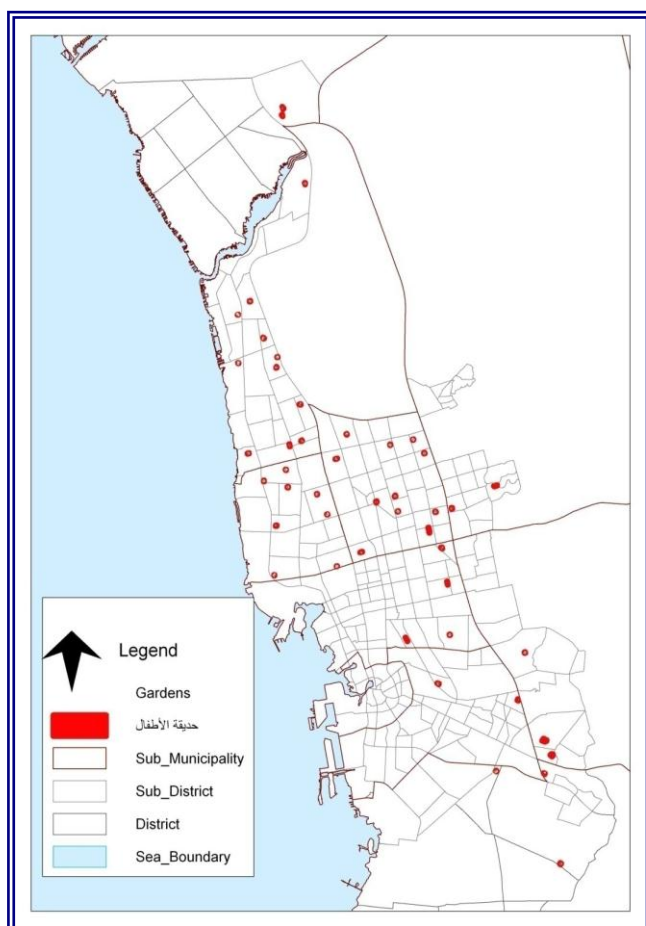 Legend
Gardens
حديقة الأطفال
Sub_Municipality
Sub_District
District
Sea_Boundary